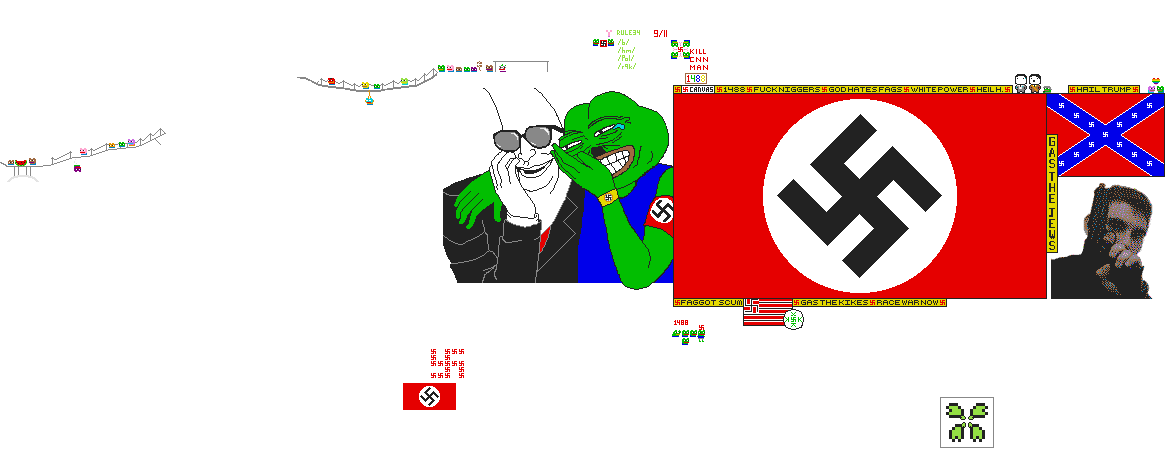 RULE34
9/11
/b/
/hm/
/Pol/
/r9k/
KILL
CNN
MAN
1488
CANVAS
1488 FUCK NIGGERS GOD HATES FAGS WHITE POWER HEIL H.
HAIL TRUMP
GAS THE JEWS
FAGGOT SCUM
GAS THE KIKES RACE WAR NOW
1488